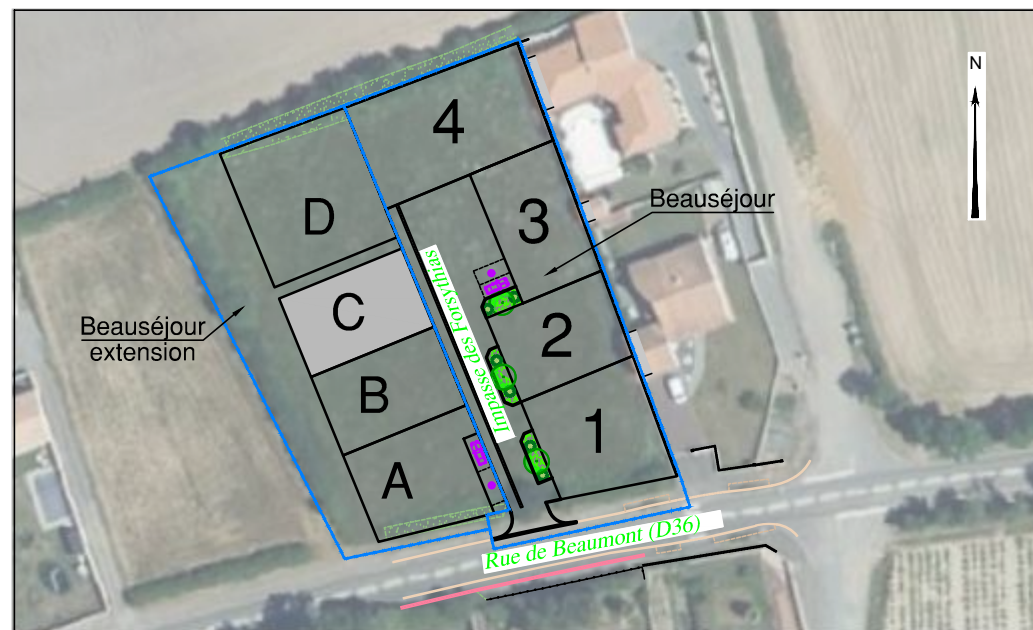 N
4
Beauséjour
3
D
Impasse des Forsythias
C
Beauséjour
extension
2
B
1
A
Rue de Beaumont (D36)